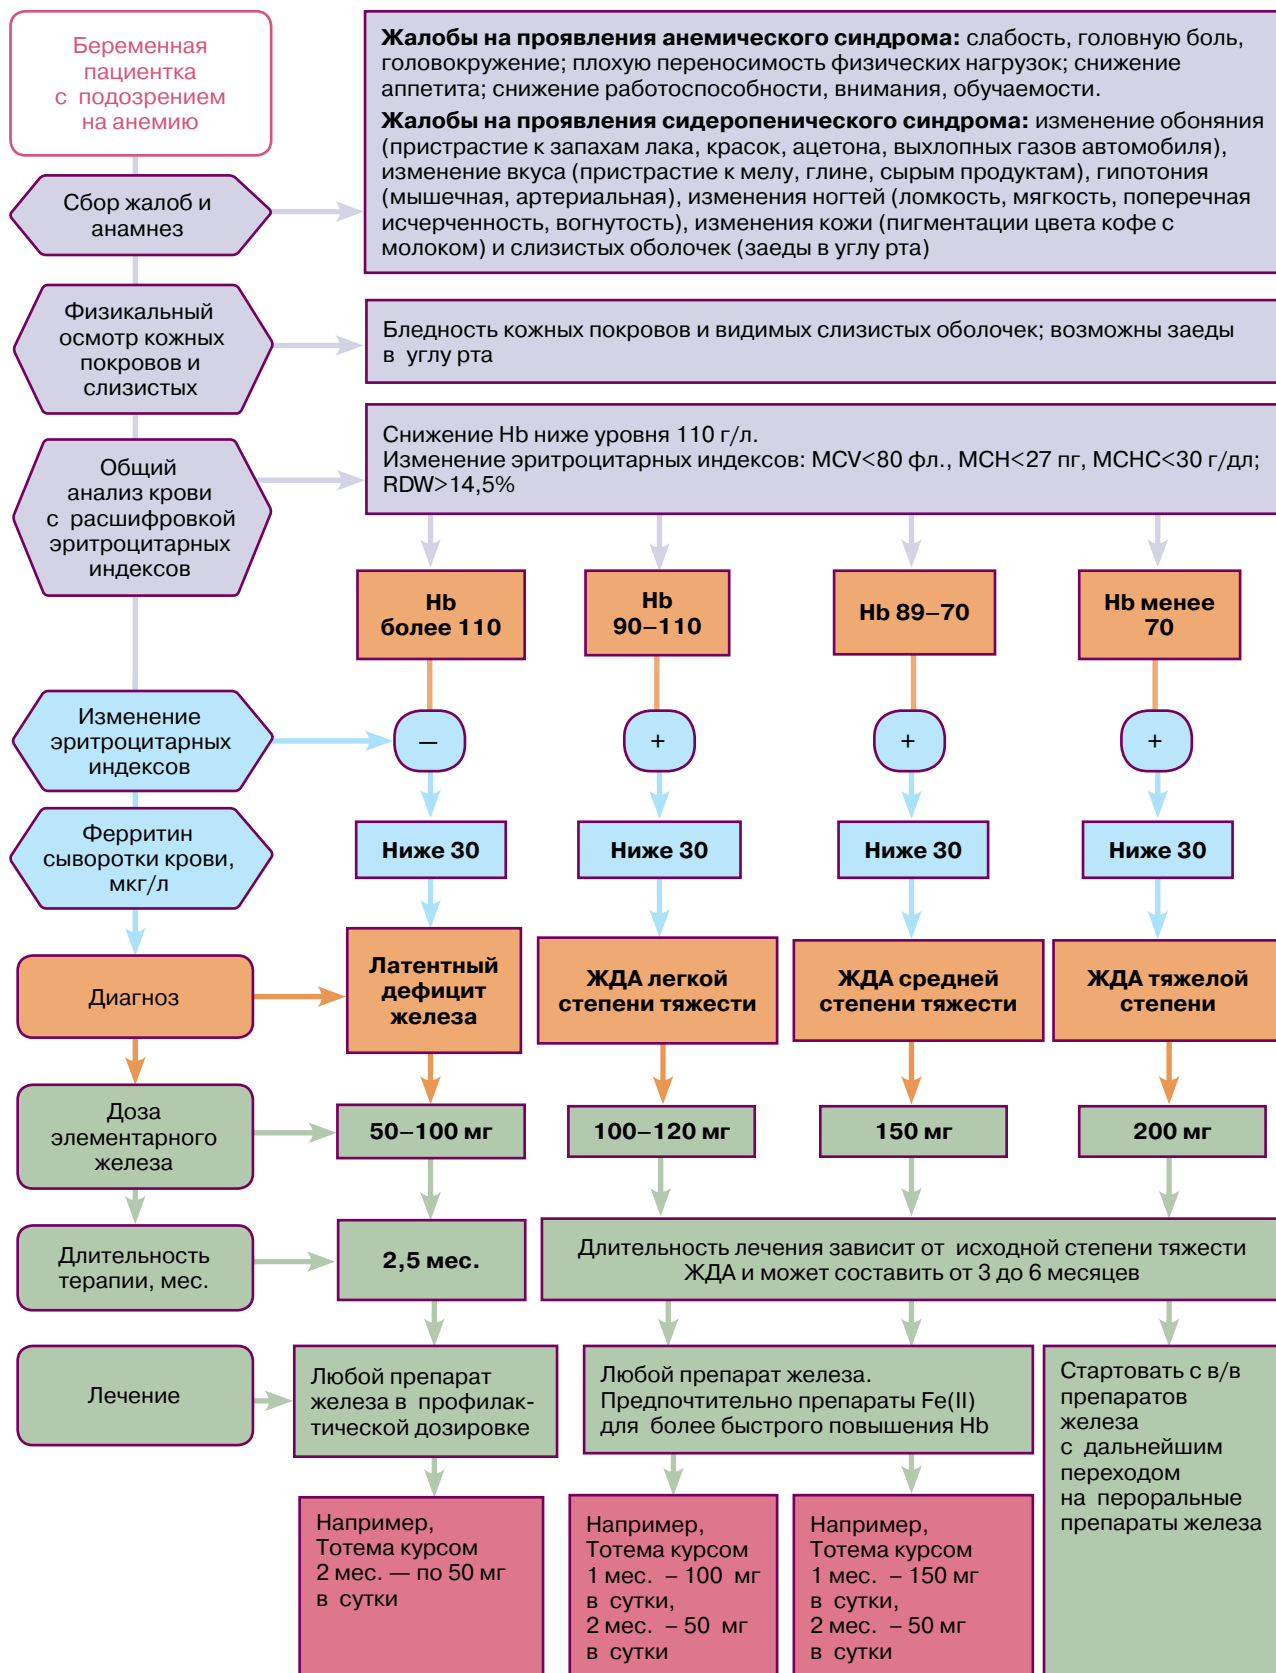 Беременная
пациентка
с подозрением
на анемию
Жалобы на проявления анемического синдрома: слабость, головную боль,
головокружение; плохую переносимость физических нагрузок; снижение
аппетита; снижение работоспособности, внимания, обучаемости.
Жалобы на проявления сидеропенического синдрома: изменение обоняния
(пристрастие к запахам лака, красок, ацетона, выхлопных газов автомобиля),
изменение вкуса (пристрастие к мелу, глине, сырым продуктам), гипотония
(мышечная, артериальная), изменения ногтей (ломкость, мягкость, поперечная
исчерченность, вогнутость), изменения кожи (пигментации цвета кофе с
молоком) и слизистых оболочек (заеды в углу рта)
Сбор жалоб и
анамнез
Физикальный
осмотр кожных
покровов и
слизистых
Бледность кожных покровов и видимых слизистых оболочек; возможны заеды
в углу рта
Общий
анализ крови
с расшифровкой
эритроцитарных
индексов
Снижение Hb ниже уровня 110 г/л.
Изменение эритроцитарных индексов: MCV<80 фл., MCH<27 пг, MCHC<30 г/дл;
RDW>14,5%
Hb
более 110
Hb
90–110
Hb 89–70
Hb менее
70
Изменение
эритроцитарных
индексов
—
+
+
+
Ферритин
сыворотки крови,
мкг/л
Ниже 30
Ниже 30
Ниже 30
Ниже 30
Диагноз
Латентный
дефицит
железа
ЖДА легкой
степени тяжести
ЖДА средней
степени тяжести
ЖДА тяжелой
степени
Доза
элементарного
железа
50–100 мг
100–120 мг
150 мг
200 мг
Длительность
терапии, мес.
2,5 мес.
Длительность лечения зависит от исходной степени тяжести
ЖДА и может составить от 3 до 6 месяцев
Лечение
Любой препарат
железа в профилак-
тической дозировке
Любой препарат железа.
Предпочтительно препараты Fe(II)
для более быстрого повышения Hb
Стартовать с в/в
препаратов
железа
с дальнейшим
переходом
на пероральные
препараты железа
Например,
Тотема курсом
2 мес. — по 50 мг
в сутки
Например,
Тотема курсом
1 мес. – 100 мг
в сутки,
2 мес. – 50 мг
в сутки
Например,
Тотема курсом
1 мес. – 150 мг
в сутки,
2 мес. – 50 мг
в сутки